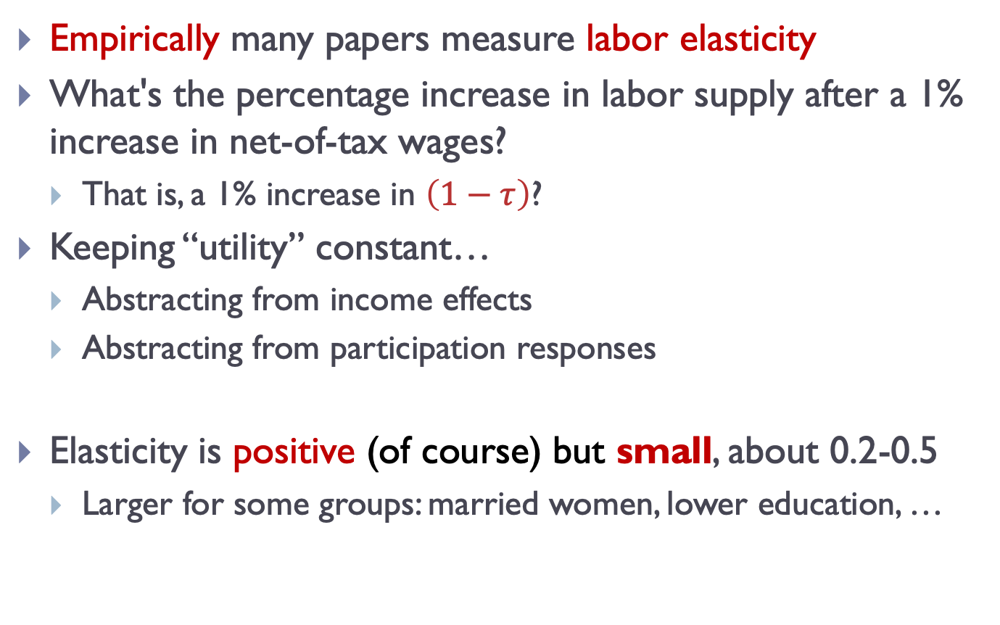 Empirically many papers measure labor elasticity
What's the percentage increase in labor supply after a 1%
increase in net-of-tax wages?
That is, a 1% increase in (1 − τ)?
Keeping “utility” constant…
Abstracting from income effects
Abstracting from participation responses
Elasticity is positive (of course) but small, about 0.2-0.5
Larger for some groups: married women, lower education, …